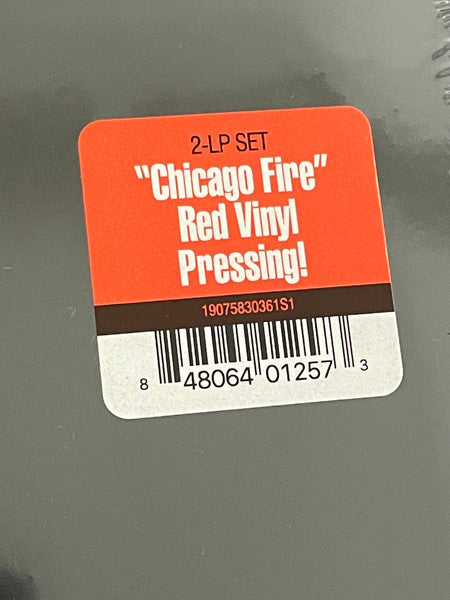 2-LP SET
“Chicago Fire”
Red Vinyl
Pressing!
19075830361S1
8 48064 01257 3